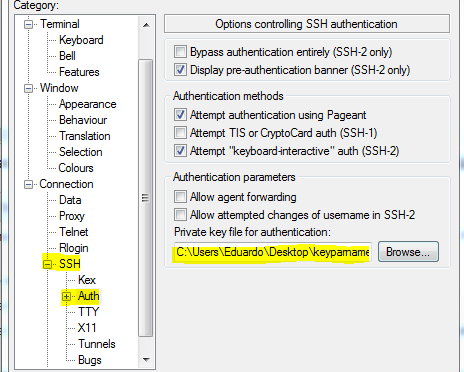 Category:
Terminal
Keyboard
Bell
Features
Window
Appearance
Behaviour
Translation
Selection
Colours
Connection
Data
Proxy
Telnet
Rlogin
SSH
Kex
Auth
TTY
X11
Tunnels
Bugs
Options controlling SSH authentication
Bypass authentication entirely (SSH-2 only)
Display pre-authentication banner (SSH-2 only)
Authentication methods
Attempt authentication using Pageant
Attempt TIS or CryptoCard auth (SSH-1)
Attempt "keyboard-interactive" auth (SSH-2)
Authentication parameters
Allow agent forwarding
Allow attempted changes of username in SSH-2
Private key file for authentication:
C:\Users\Eduardo\Desktop\keyparname
Browse...